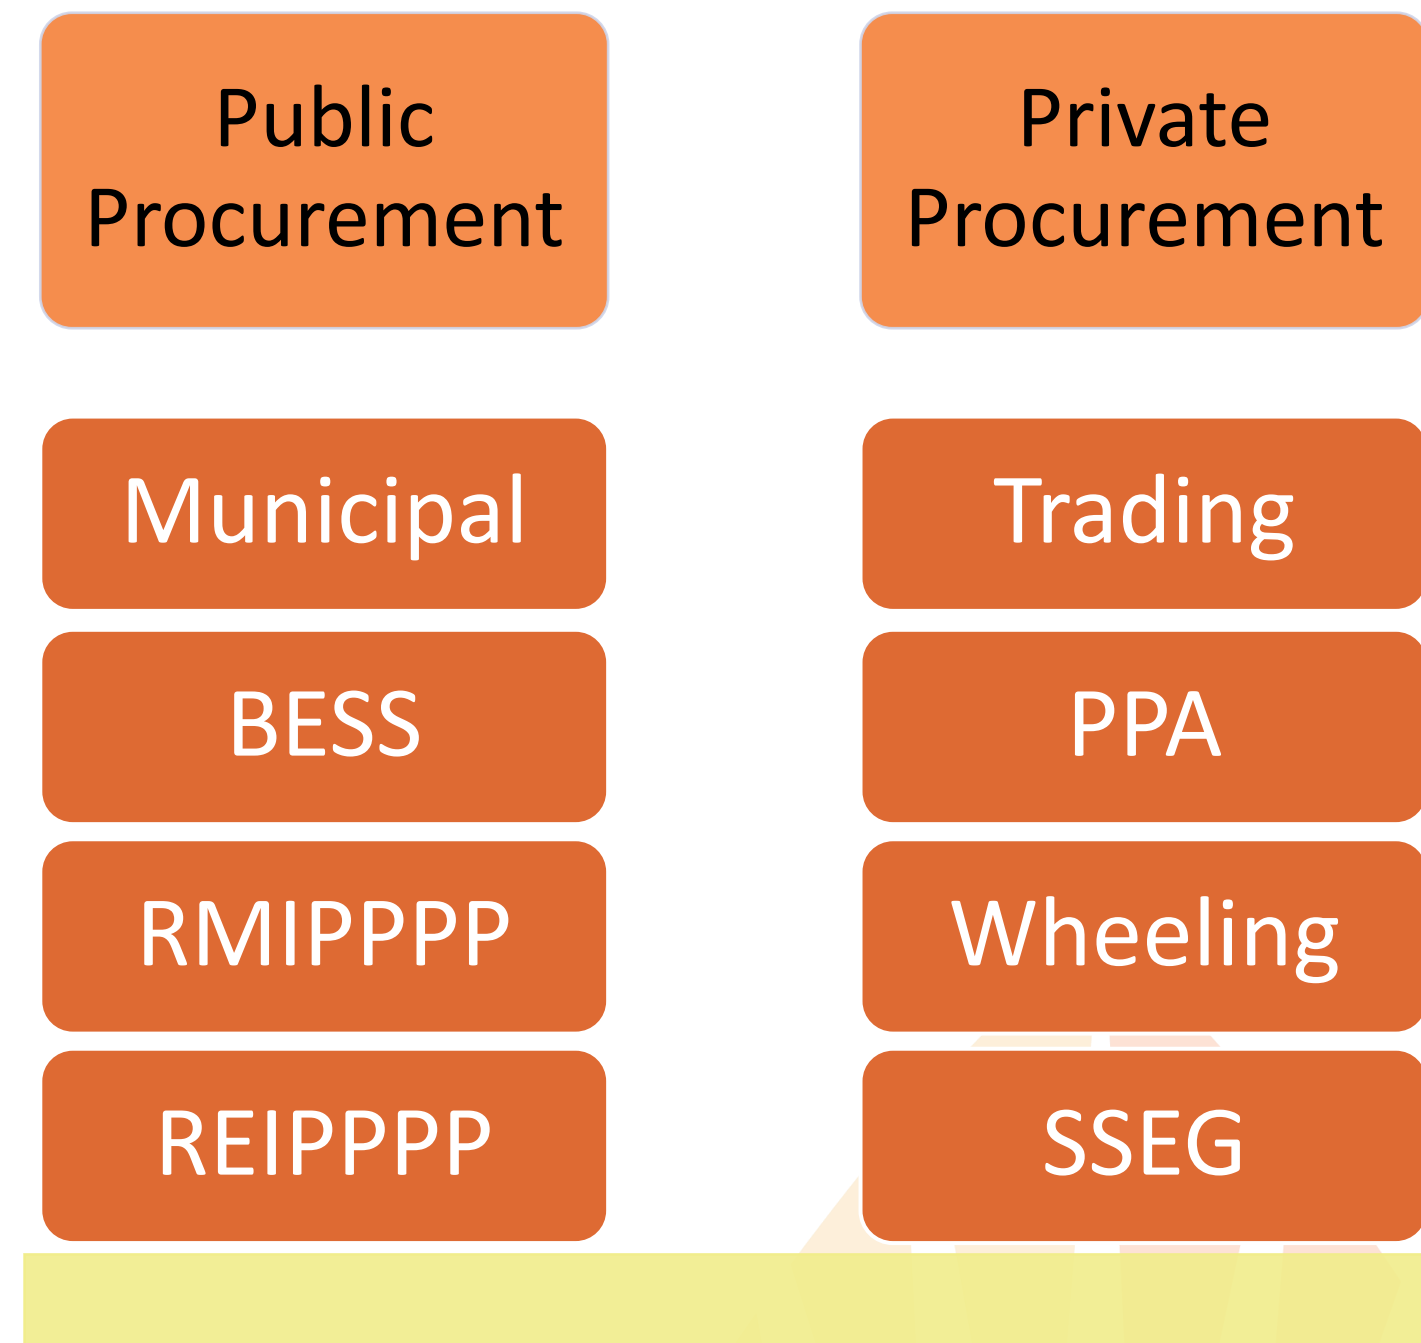 Public
Procurement
Municipal
BESS
RMIPPPP
REIPPPP
Private
Procurement
Trading
PPA
Wheeling
SSEG